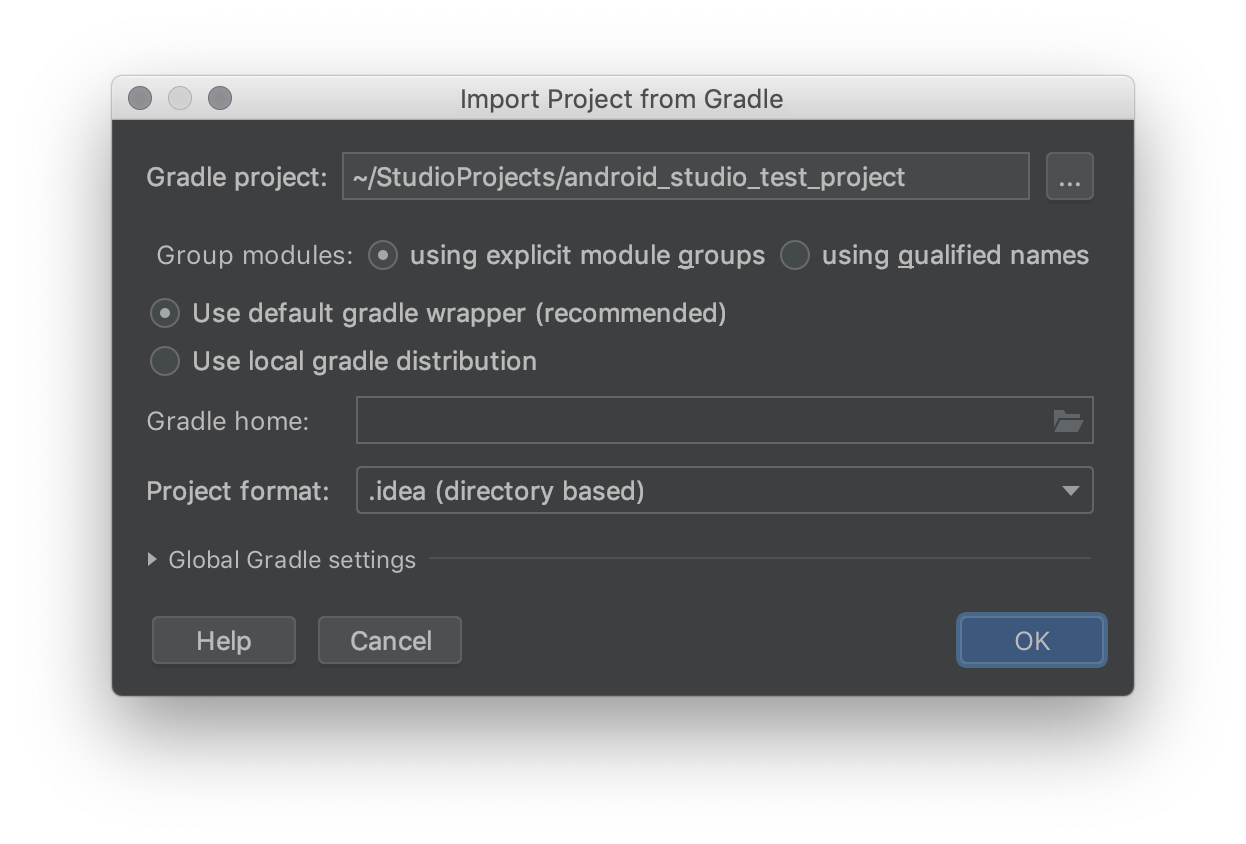 Import Project from Gradle
Gradle project: ~/StudioProjects/android_studio_test_project ...
Group modules: using explicit module groups using qualified names
Use default gradle wrapper (recommended)
Use local gradle distribution
Gradle home:
Project format: .idea (directory based)
Global Gradle settings
Help Cancel OK